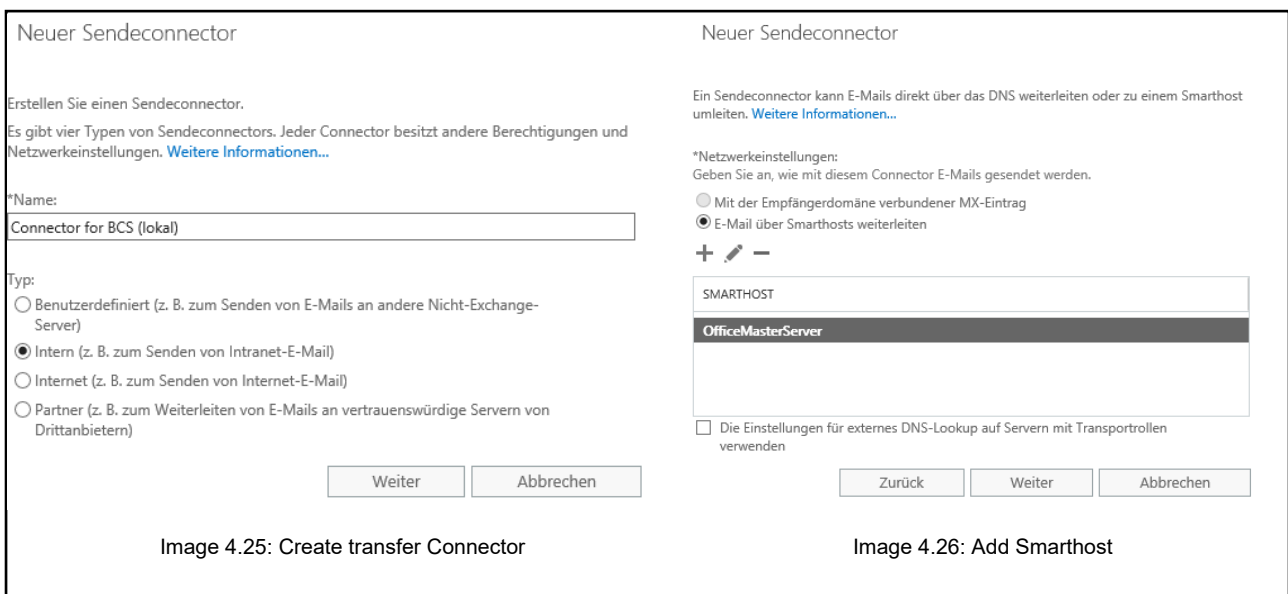 Neuer Sendeconnector
Erstellen Sie einen Sendeconnector.
Es gibt vier Typen von Sendeconnectors. Jeder Connector besitzt andere Berechtigungen und
Netzwerkeinstellungen. Weitere Informationen...
*Name:
Connector for BCS (lokal)
Typ:
Benutzerdefiniert (z. B. zum Senden von E-Mails an andere Nicht-Exchange-
Server)
Intern (z. B. zum Senden von Intranet-E-Mail)
Internet (z. B. zum Senden von Internet-E-Mail)
Partner (z. B. zum Weiterleiten von E-Mails an vertrauenswürdige Servern von
Drittanbietern)
Weiter Abbrechen
Image 4.25: Create transfer Connector
Neuer Sendeconnector
Ein Sendeconnector kann E-Mails direkt über das DNS weiterleiten oder zu einem Smarthost
umleiten. Weitere Informationen...
*Netzwerkeinstellungen:
Geben Sie an, wie mit diesem Connector E-Mails gesendet werden.
Mit der Empfängerdomäne verbundener MX-Eintrag
E-Mail über Smarthosts weiterleiten
SMARTHOST
OfficeMasterServer
Die Einstellungen für externes DNS-Lookup auf Servern mit Transportrollen
verwenden
Zurück Weiter Abbrechen
Image 4.26: Add Smarthost